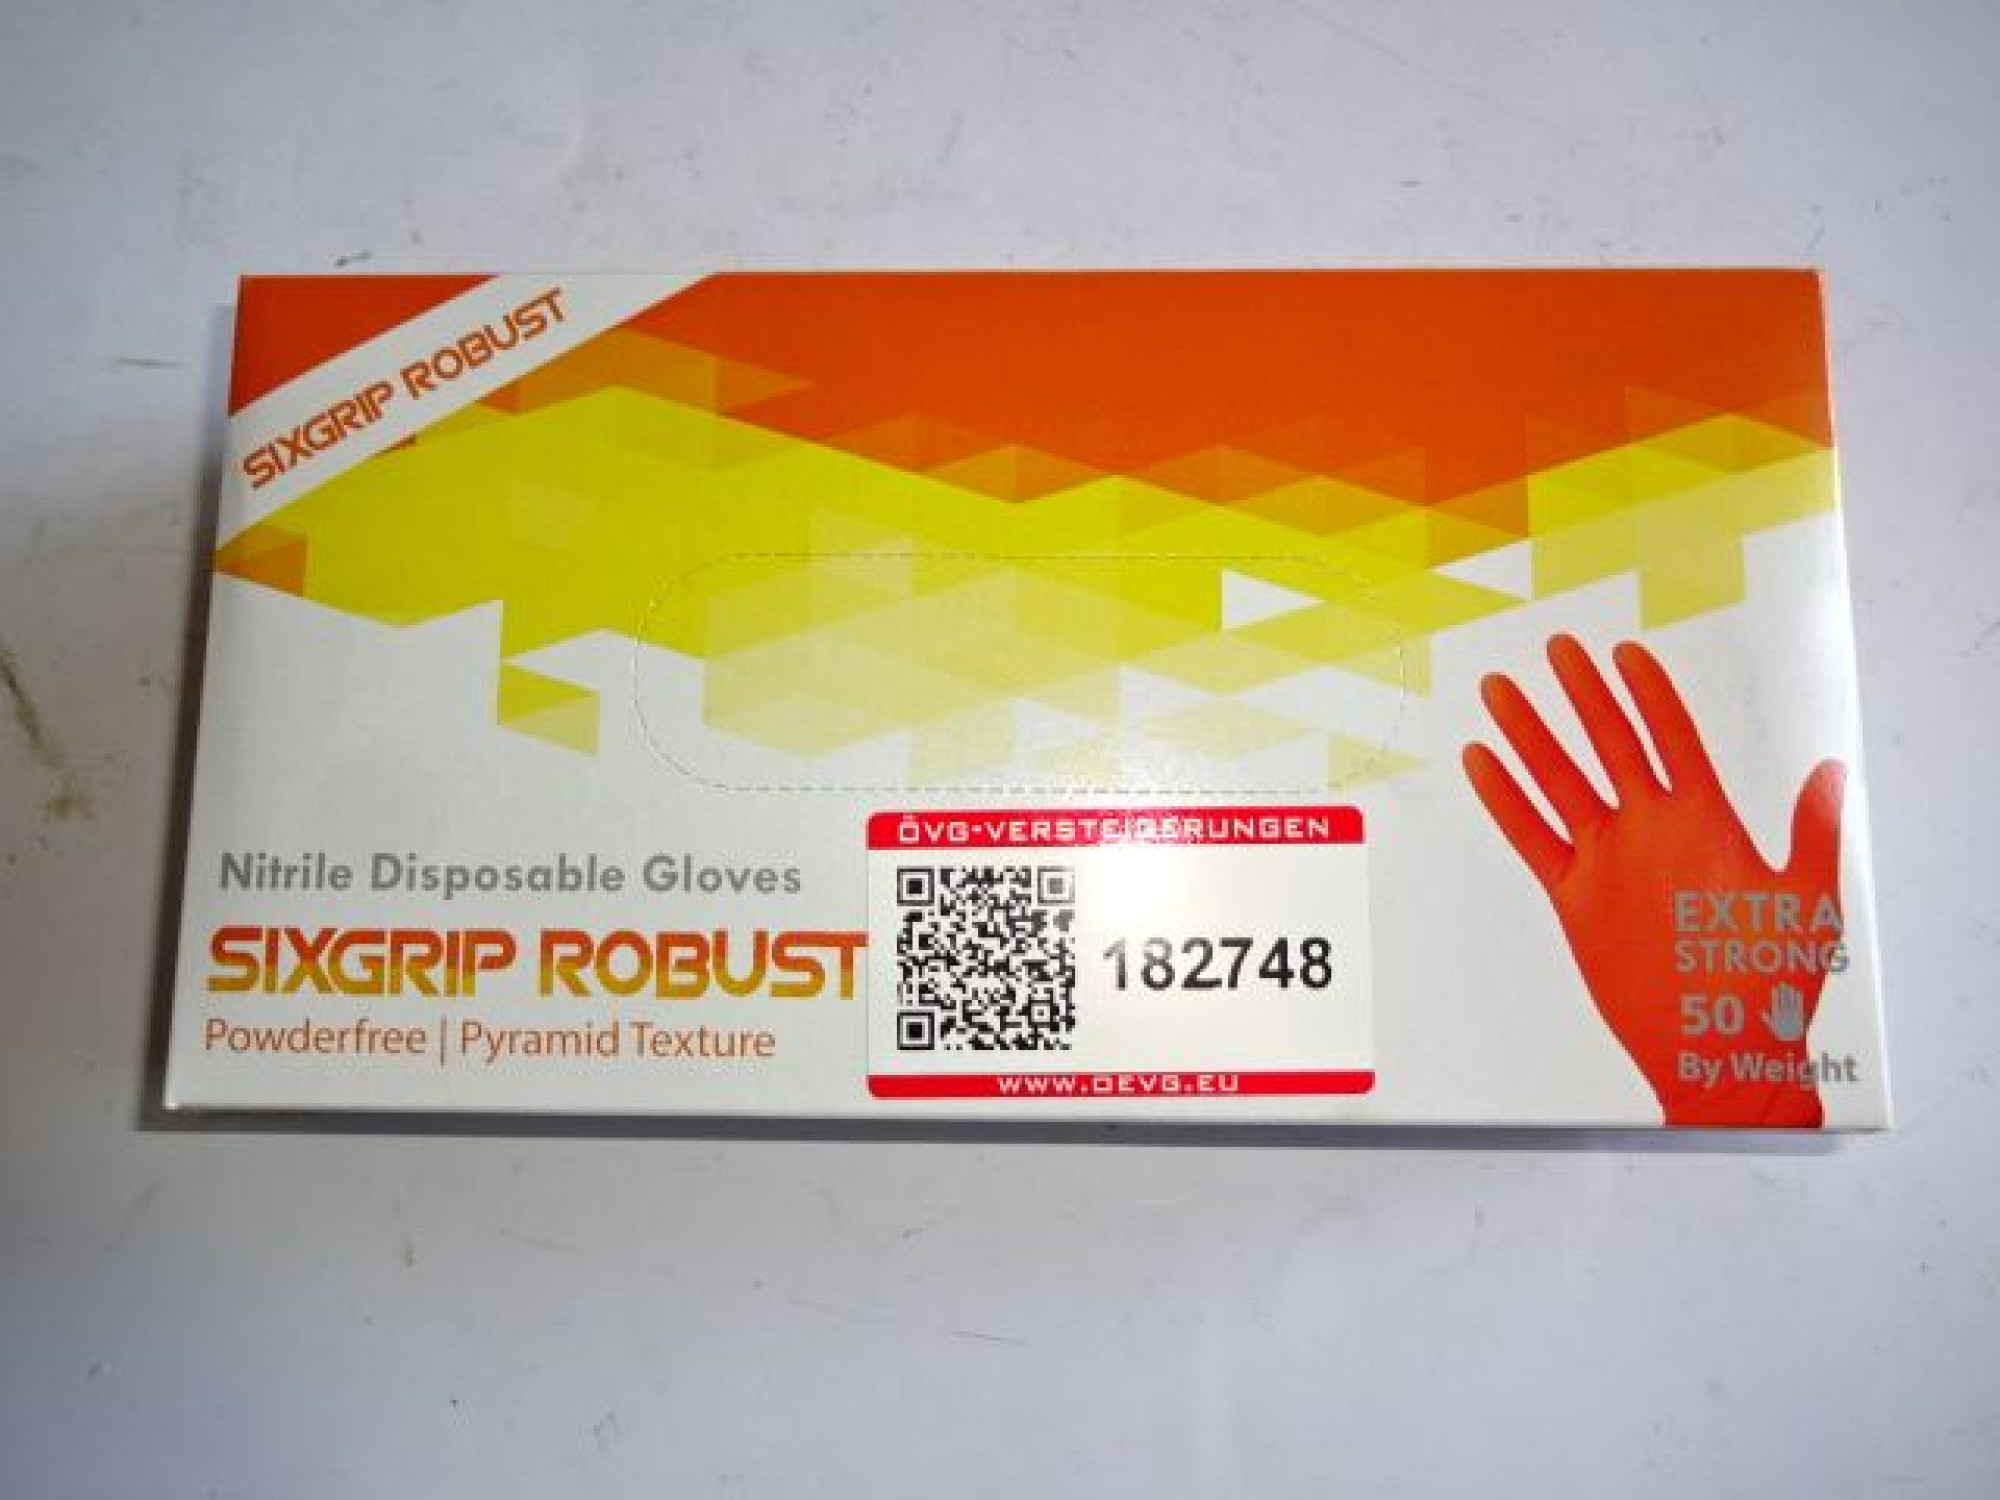 SIXGRIP ROBUST
Nitrile Disposable Gloves
SIXGRIP ROBUST
Powderfree | Pyramid Texture
ÖVG-VERSTEIGERUNGEN
182748
WWW.OEVG.EU
EXTRA
STRONG
50
By Weight